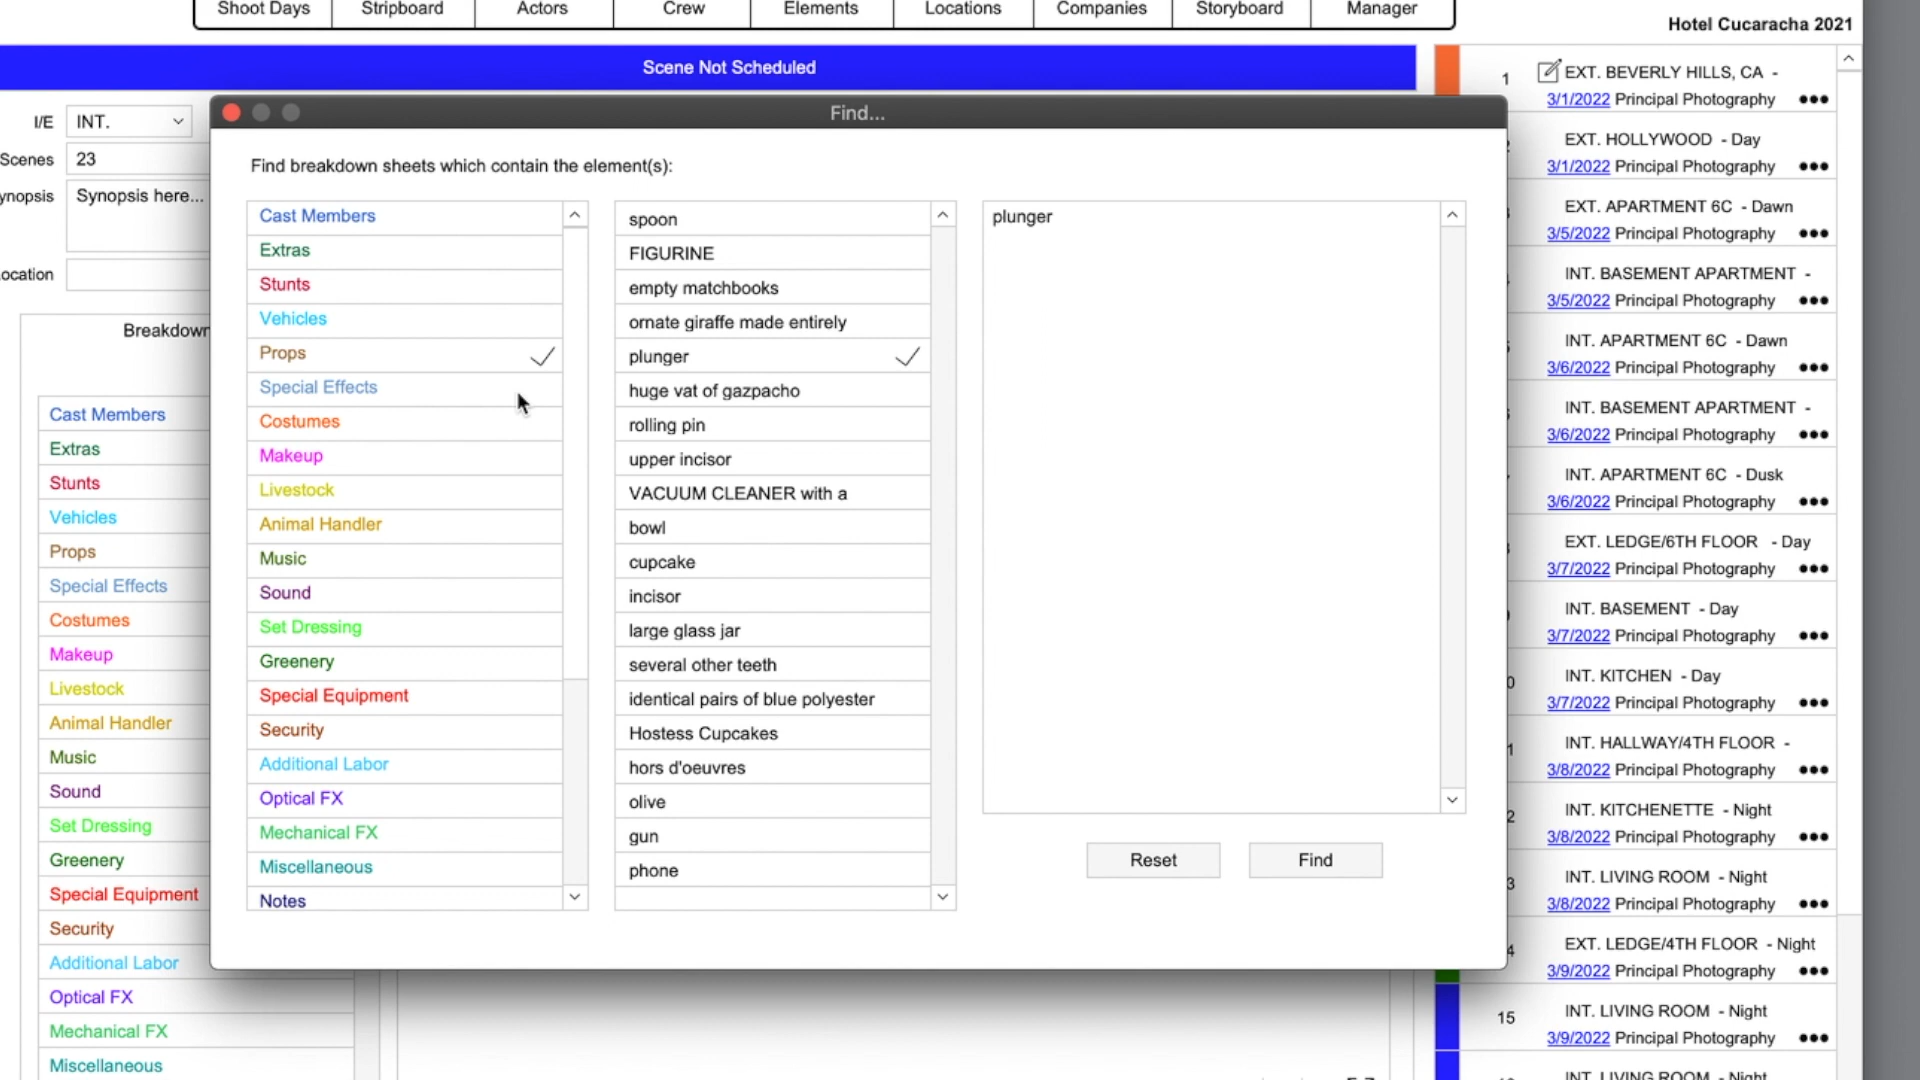 Shoot Days Stripboard Actors Crew Elements Locations Companies Storyboard Manager
Hotel Cucaracha 2021
Scene Not Scheduled
I/E INT.
Scenes 23
Synopsis here...
Breakdown
Cast Members
Extras
Stunts
Vehicles
Props
Special Effects
Costumes
Makeup
Livestock
Animal Handler
Music
Sound
Set Dressing
Greenery
Special Equipment
Security
Additional Labor
Optical FX
Mechanical FX
Miscellaneous
Find...
Find breakdown sheets which contain the element(s):
Cast Members
Extras
Stunts
Vehicles
Props
Special Effects
Costumes
Makeup
Livestock
Animal Handler
Music
Sound
Set Dressing
Greenery
Special Equipment
Security
Additional Labor
Optical FX
Mechanical FX
Miscellaneous
Notes
spoon
FIGURINE
empty matchbooks
ornate giraffe made entirely
plunger
huge vat of gazpacho
rolling pin
upper incisor
VACUUM CLEANER with a
bowl
cupcake
incisor
large glass jar
several other teeth
identical pairs of blue polyester
Hostess Cupcakes
hors d'oeuvres
olive
gun
phone
plunger
Reset Find
1 EXT. BEVERLY HILLS, CA -
3/1/2022 Principal Photography
EXT. HOLLYWOOD - Day
3/1/2022 Principal Photography
EXT. APARTMENT 6C - Dawn
3/5/2022 Principal Photography
INT. BASEMENT APARTMENT -
3/5/2022 Principal Photography
INT. APARTMENT 6C - Dawn
3/6/2022 Principal Photography
INT. BASEMENT APARTMENT -
3/6/2022 Principal Photography
INT. APARTMENT 6C - Dusk
3/6/2022 Principal Photography
EXT. LEDGE/6TH FLOOR - Day
3/7/2022 Principal Photography
INT. BASEMENT - Day
3/7/2022 Principal Photography
0 INT. KITCHEN - Day
3/7/2022 Principal Photography
1 INT. HALLWAY/4TH FLOOR -
3/8/2022 Principal Photography
2 INT. KITCHENETTE - Night
3/8/2022 Principal Photography
3 INT. LIVING ROOM - Night
3/8/2022 Principal Photography
4 EXT. LEDGE/4TH FLOOR - Night
3/9/2022 Principal Photography
15 INT. LIVING ROOM - Night
3/9/2022 Principal Photography
INT. LIVING ROOM - Night